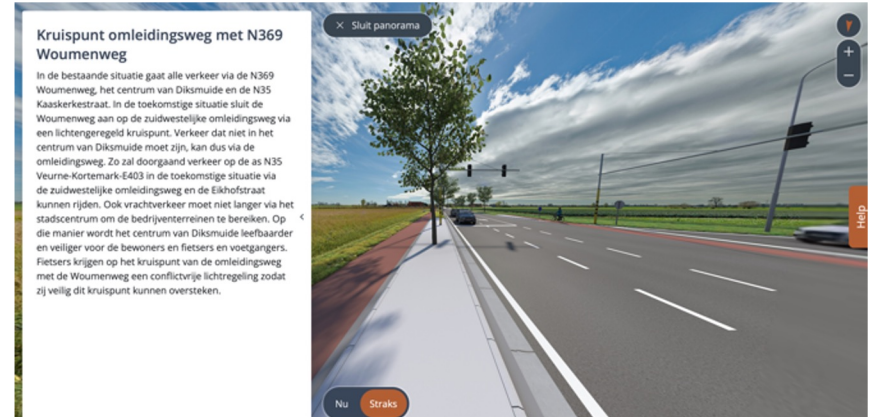 Kruispunt omleidingsweg met N369
Woumenweg
In de bestaande situatie gaat alle verkeer via de N369
Woumenweg, het centrum van Diksmuide en de N35
Kaaskerkestraat. In de toekomstige situatie sluit de
Woumenweg aan op de zuidwestelijke omleidingsweg via
een lichtengeregeld kruispunt. Verkeer dat niet in het
centrum van Diksmuide moet zijn, kan dus via de
omleidingsweg. Zo zal doorgaand verkeer op de as N35
Veurne-Kortemark-E403 in de toekomstige situatie via
de zuidwestelijke omleidingsweg en de Eikhofstraat
kunnen rijden. Ook vrachtverkeer moet niet langer via het
stadscentrum om de bedrijventerreinen te bereiken. Op
die manier wordt het centrum van Diksmuide leefbaarder
en veiliger voor de bewoners en fietsers en voetgangers.
Fietsers krijgen op het kruispunt van de omleidingsweg
met de Woumenweg een conflictvrije lichtregeling zodat
zij veilig dit kruispunt kunnen oversteken.
Sluit panorama
Help
Nu Straks